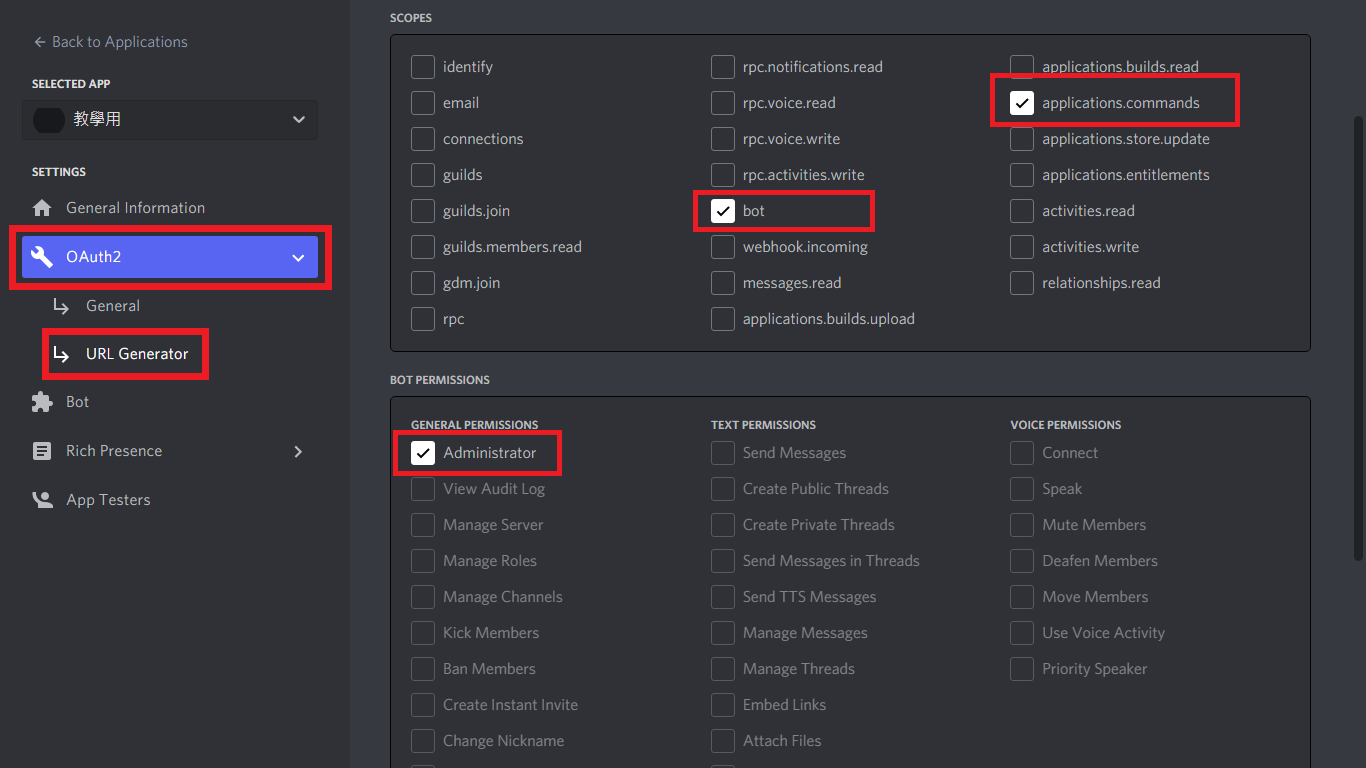 Back to Applications
SELECTED APP
教學用
SETTINGS
General Information
OAuth2
General
URL Generator
Bot
Rich Presence
App Testers
SCOPES
identify
email
connections
guilds
guilds.join
guilds.members.read
gdm.join
rpc
rpc.notifications.read
rpc.voice.read
rpc.voice.write
rpc.activities.write
bot
webhook.incoming
messages.read
applications.builds.upload
applications.builds.read
applications.commands
applications.store.update
applications.entitlements
activities.read
activities.write
relationships.read
BOT PERMISSIONS
GENERAL PERMISSIONS
Administrator
View Audit Log
Manage Server
Manage Roles
Manage Channels
Kick Members
Ban Members
Create Instant Invite
Change Nickname
TEXT PERMISSIONS
Send Messages
Create Public Threads
Create Private Threads
Send Messages in Threads
Send TTS Messages
Manage Messages
Manage Threads
Embed Links
Attach Files
VOICE PERMISSIONS
Connect
Speak
Mute Members
Deafen Members
Move Members
Use Voice Activity
Priority Speaker